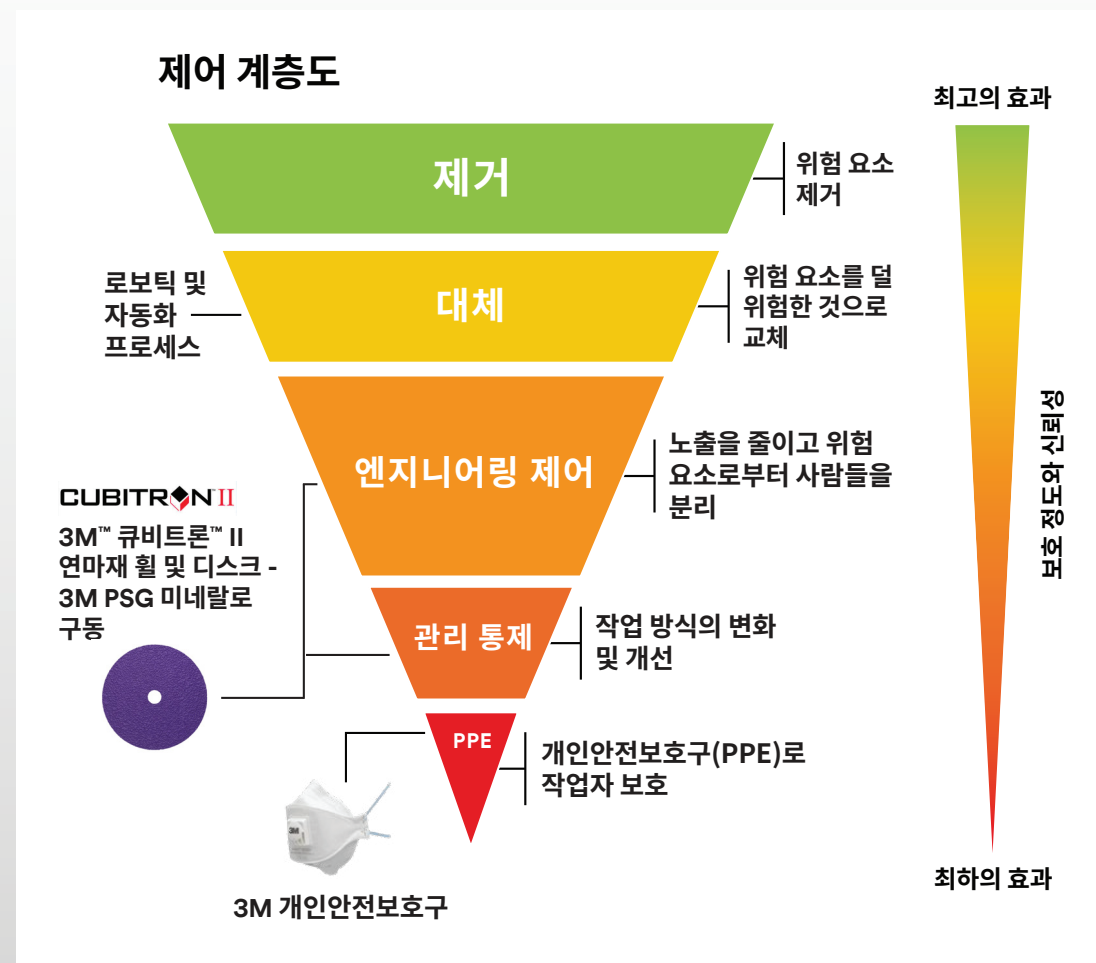 제어 계층도
최고의 효과
제거
위험 요소
제거
로보틱 및
자동화
프로세스
대체
위험 요소를 덜
위험한 것으로
교체
엔지니어링 제어
노출을 줄이고 위험
요소로부터 사람들을
분리
보호 정도와 신뢰성
CUBITRON II
3M™ 큐비트론™ II
연마재 휠 및 디스크 -
3M PSG 미네랄로
구동
관리 통제
작업 방식의 변화
및 개선
PPE
개인안전보호구(PPE)로
작업자 보호
3M
3M 개인안전보호구
최하의 효과